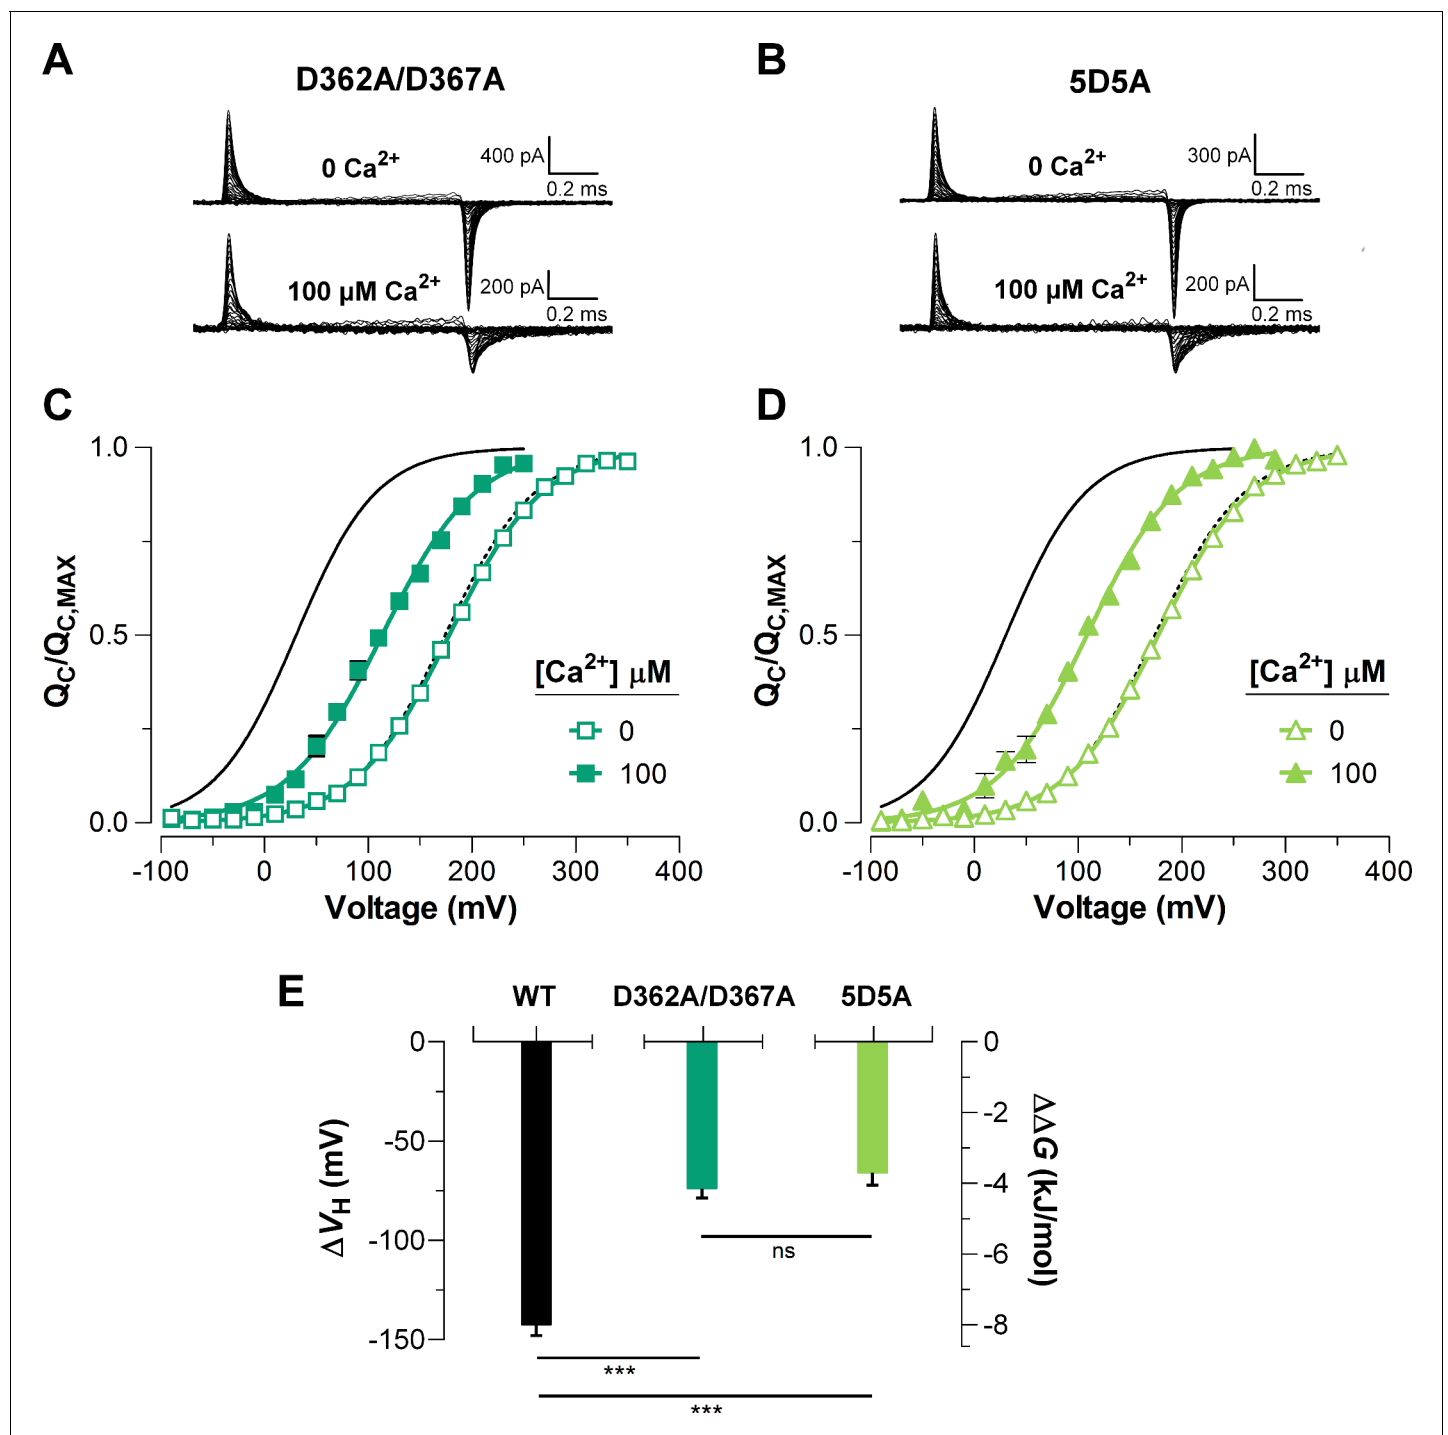 A
D362A/D367A
0 Ca2+
400 pA
0.2 ms
100 µM Ca2+
200 pA
0.2 ms
B
5D5A
0 Ca2+
300 pA
0.2 ms
100 µM Ca2+
200 pA
0.2 ms
C
1.0
0.5
0.0
QC/QC,MAX
-100 0 100 200 300 400
Voltage (mV)
[Ca2+] µM
0
100
D
1.0
0.5
0.0
QC/QC,MAX
-100 0 100 200 300 400
Voltage (mV)
[Ca2+] µM
0
100
E
WT D362A/D367A 5D5A
0
-50
-100
-150
ΔVH (mV)
0
-2
-4
-6
-8
ΔΔG (kJ/mol)
ns
***
***